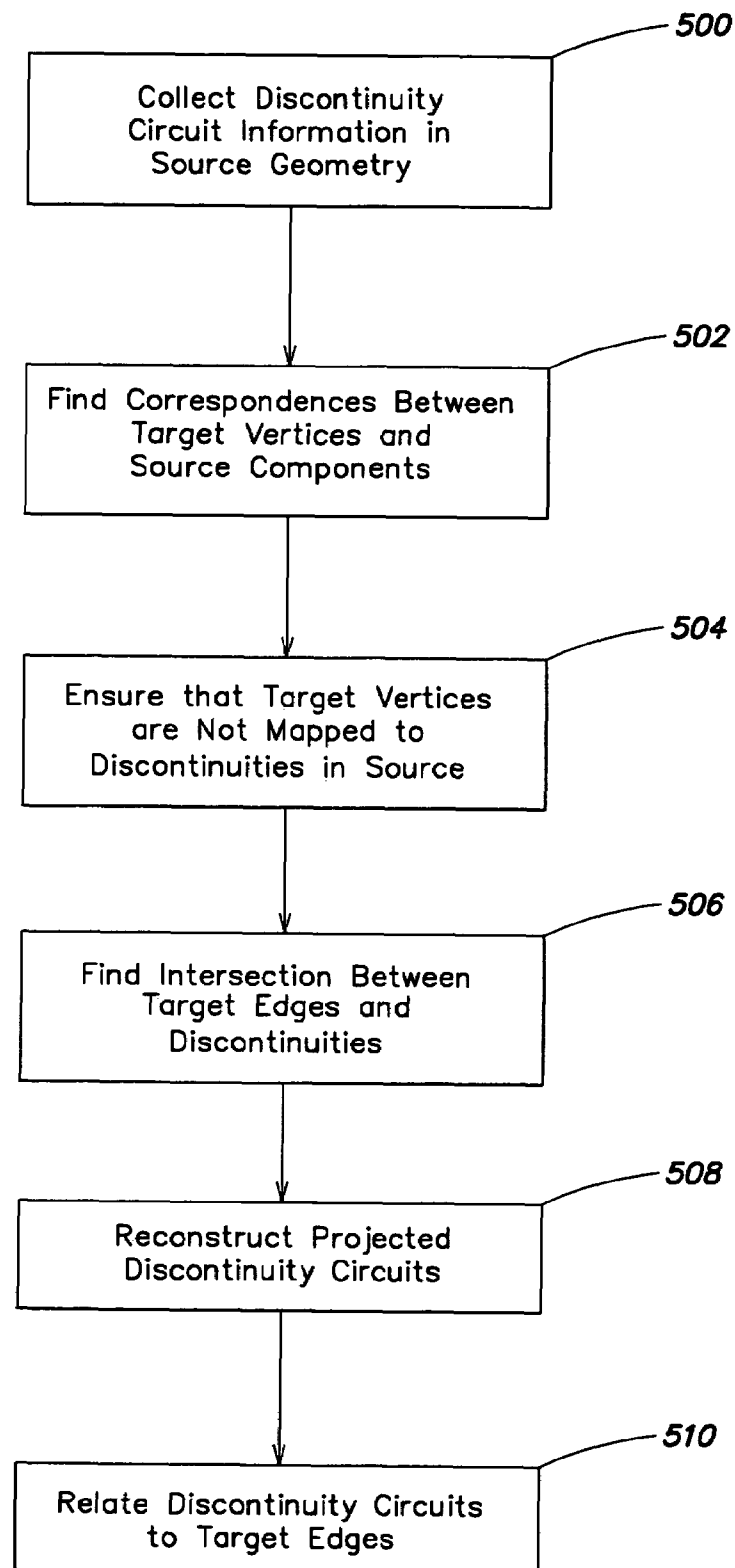 500
Collect Discontinuity
Circuit Information in
Source Geometry
502
Find Correspondences Between
Target Vertices and
Source Components
504
Ensure that Target Vertices
are Not Mapped to
Discontinuities in Source
506
Find Intersection Between
Target Edges and
Discontinuities
508
Reconstruct Projected
Discontinuity Circuits
510
Relate Discontinuity Circuits
to Target Edges